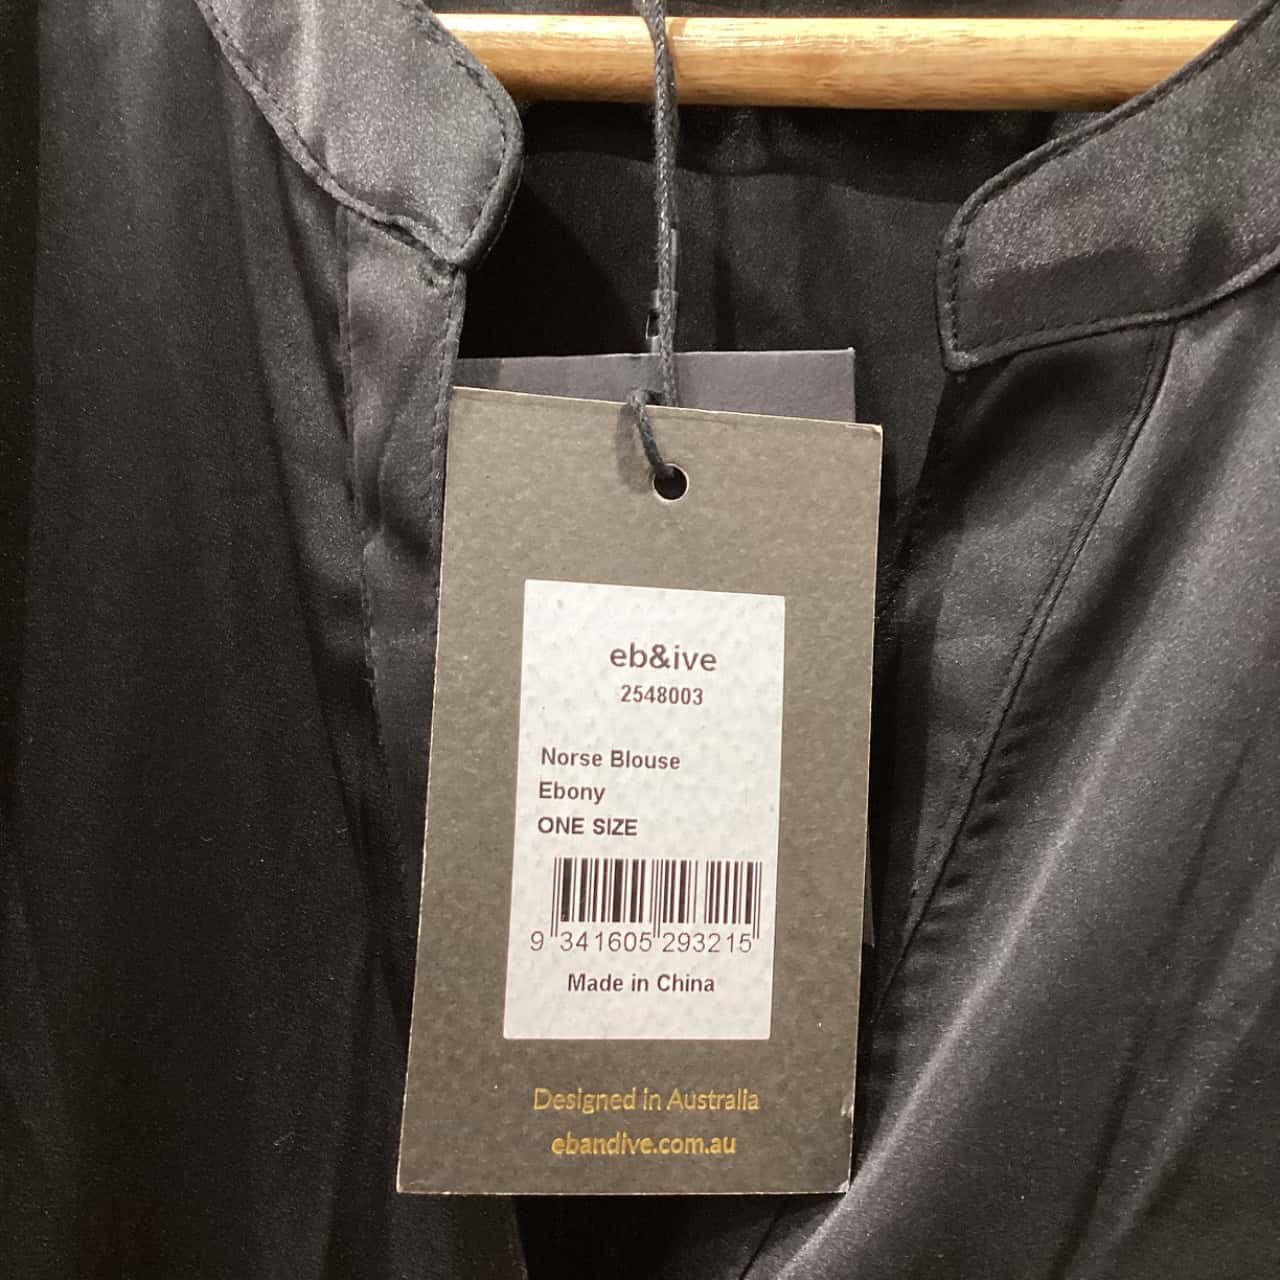 eb&ive
2548003
Norse Blouse
Ebony
ONE SIZE
9 341605 293215
Made in China
Designed in Australia
ebandive.com.au